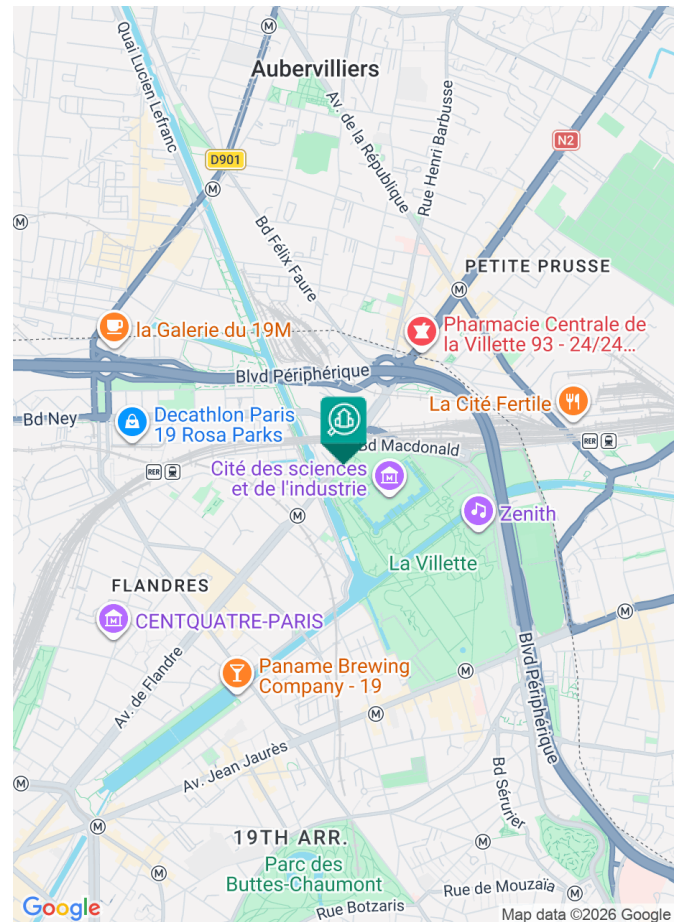 Quai Lucien Lefranc
Aubervilliers
Av. de la République
Rue Henri Barbusse
N2
D901
Bd Félix Faure
PETITE PRUSSE
la Galerie du 19M
Pharmacie Centrale de
la Villette 93 - 24/24...
Blvd Périphérique
La Cité Fertile
Bd Ney
Decathlon Paris
19 Rosa Parks
Bd Macdonald
RER
RER
Cité des sciences
et de l'industrie
Zenith
La Villette
FLANDRES
CENTQUATRE-PARIS
Paname Brewing
Company - 19
Av. de Flandre
Blvd Périphérique
Av. Jean Jaurès
Bd Sérurier
19TH ARR.
Parc des
Buttes-Chaumont
Rue de Mouzaïa
Rue Botzaris
Google
Map data ©2026 Google